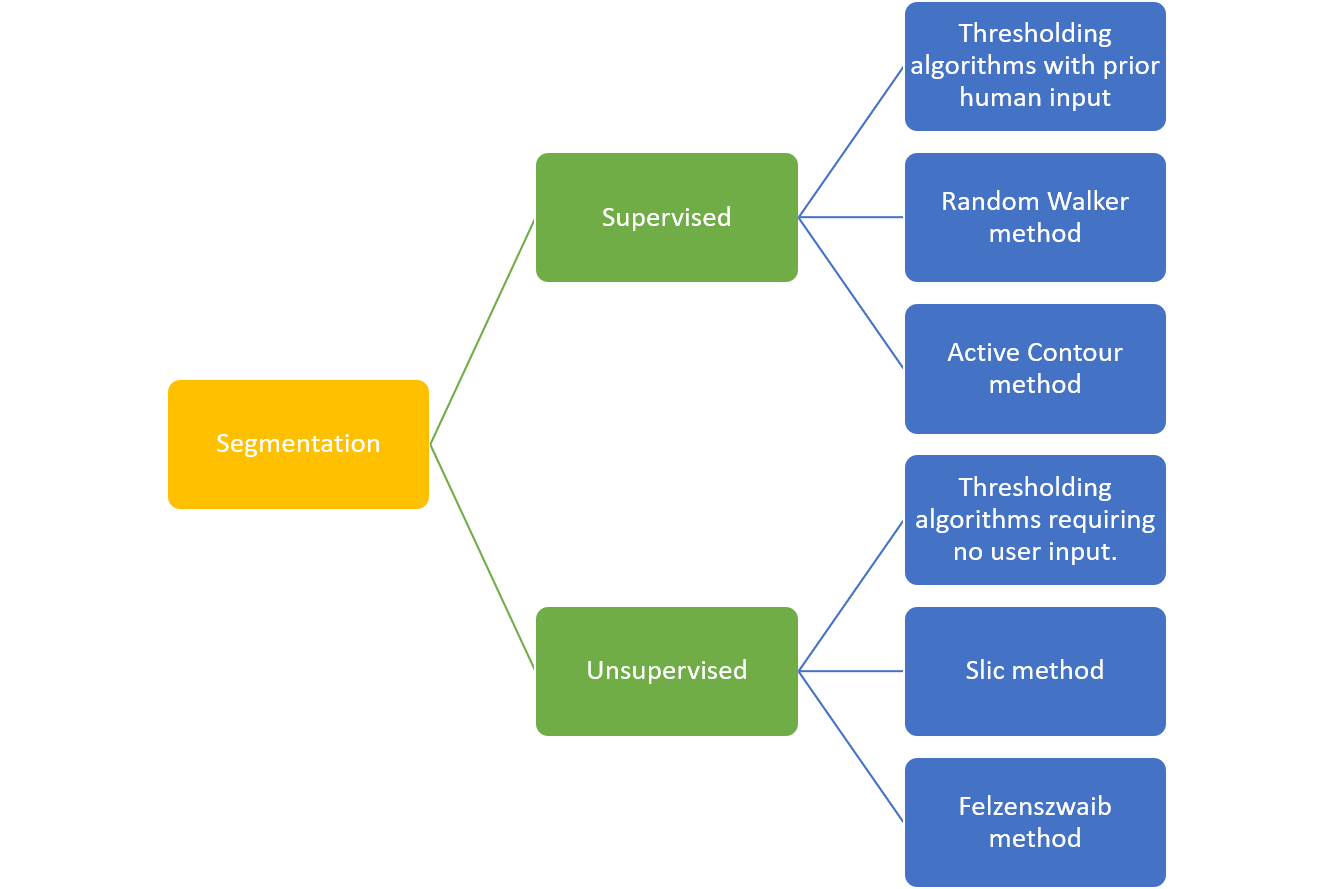 Thresholding
algorithms with prior
human input
Supervised
Random Walker
method
Active Contour
method
Segmentation
Thresholding
algorithms requiring
no user input.
Unsupervised
Slic method
Felzenszwaib
method